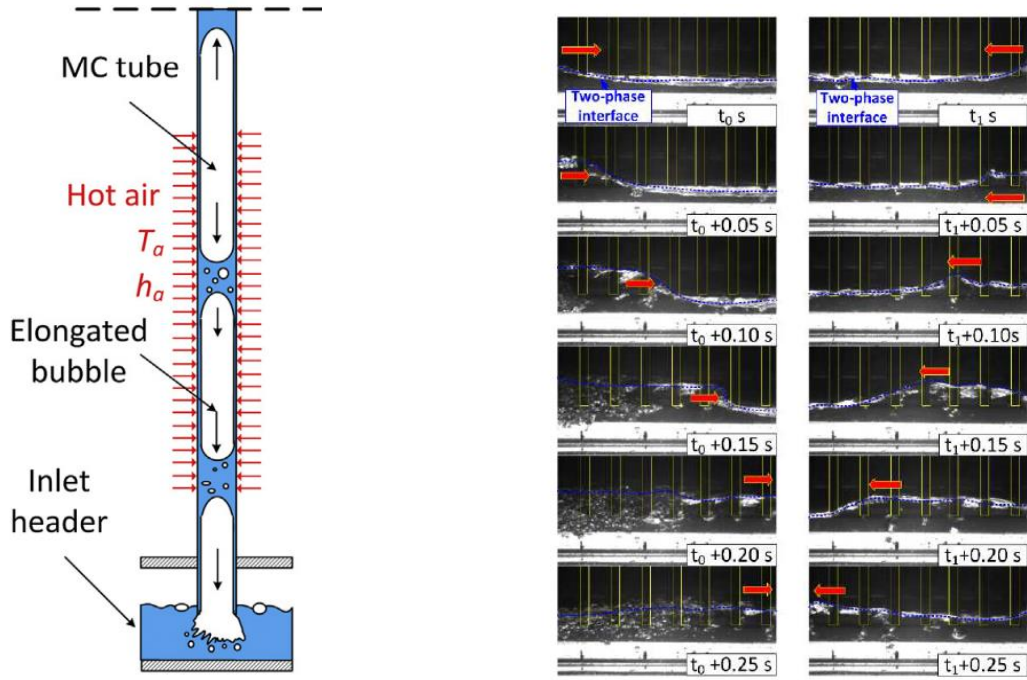 MC tube
Hot air
Tₐ
hₐ
Elongated
bubble
Inlet
header
Two-phase
interface
t₀ s
t₀ +0.05 s
t₀ +0.10 s
t₀ +0.15 s
t₀ +0.20 s
t₀ +0.25 s
Two-phase
interface
t₁ s
t₁+0.05 s
t₁+0.10s
t₁+0.15 s
t₁+0.20 s
t₁+0.25 s